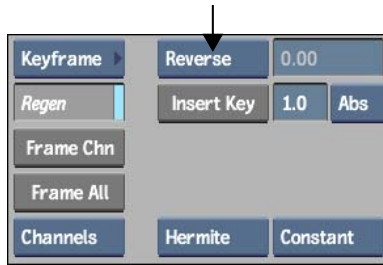 Keyframe Reverse 0.00
Regen Insert Key 1.0 Abs
Frame Chn
Frame All
Channels Hermite Constant